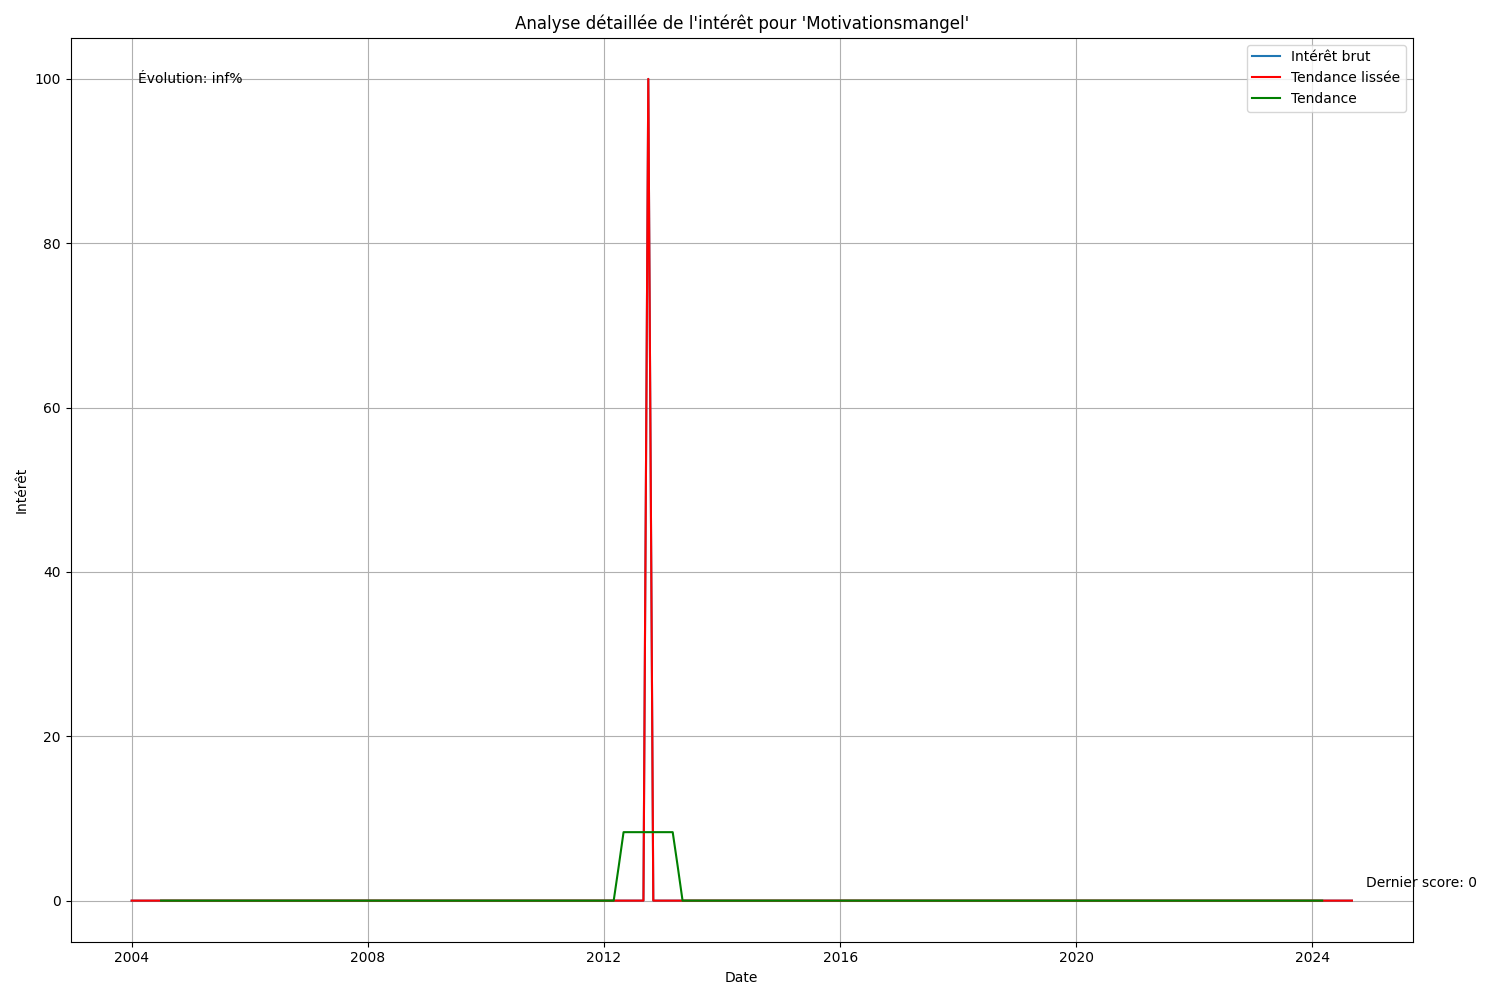 Analyse détaillée de l'intérêt pour 'Motivationsmangel'
Évolution: inf%
Intérêt brut
Tendance lissée
Tendance
100
80
60
40
20
0
Intérêt
Dernier score: 0
2004
2008
2012
2016
2020
2024
Date